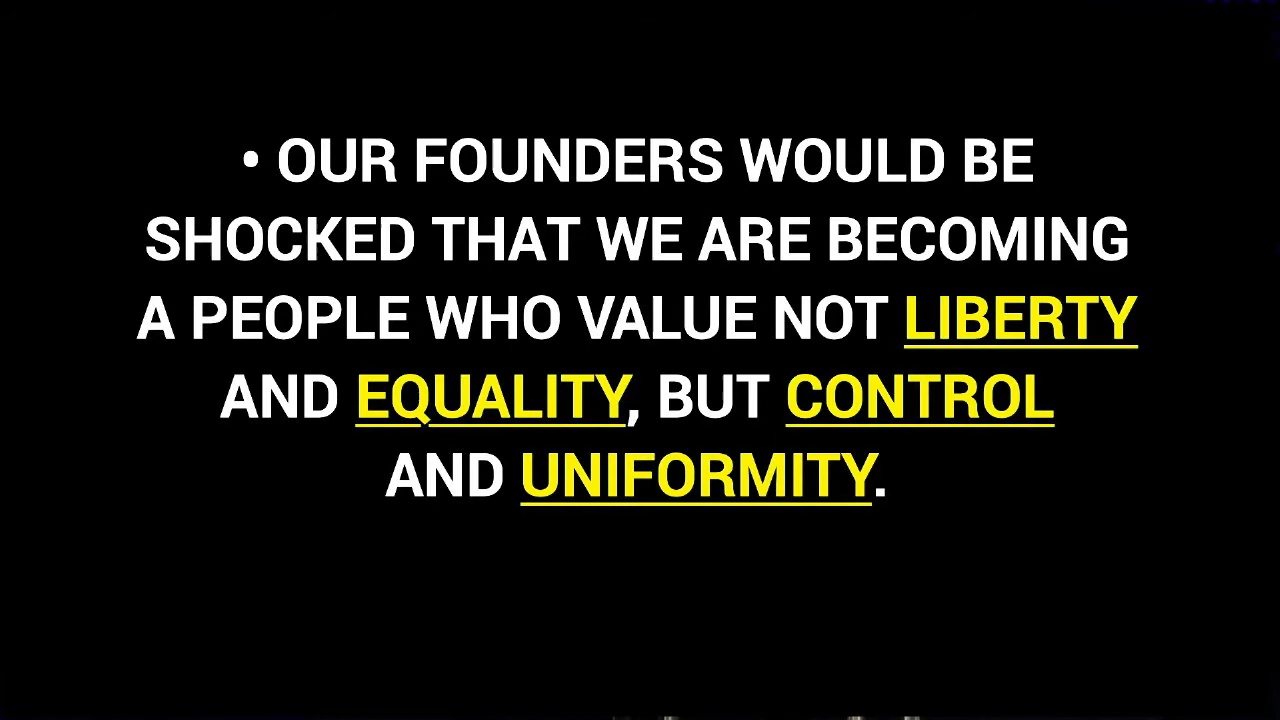 • OUR FOUNDERS WOULD BE
SHOCKED THAT WE ARE BECOMING
A PEOPLE WHO VALUE NOT LIBERTY
AND EQUALITY, BUT CONTROL
AND UNIFORMITY.